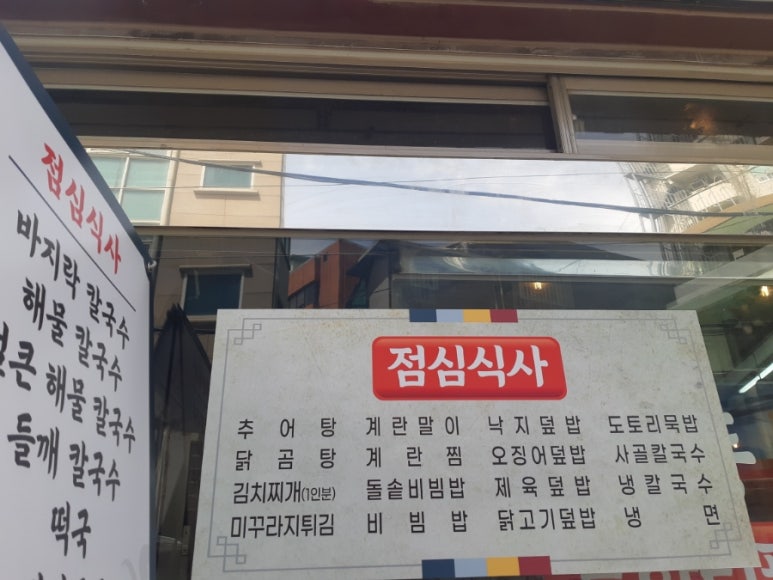 점심식사
바지락 칼국수
해물 칼국수
큰 해물 칼국수
들깨 칼국수
떡국
점심식사
추어탕 계란말이 낙지덮밥 도토리묵밥
닭곰탕 계란찜 오징어덮밥 사골칼국수
김치찌개(1인분) 돌솥비빔밥 제육덮밥 냉칼국수
미꾸라지튀김 비빔밥 닭고기덮밥 냉면